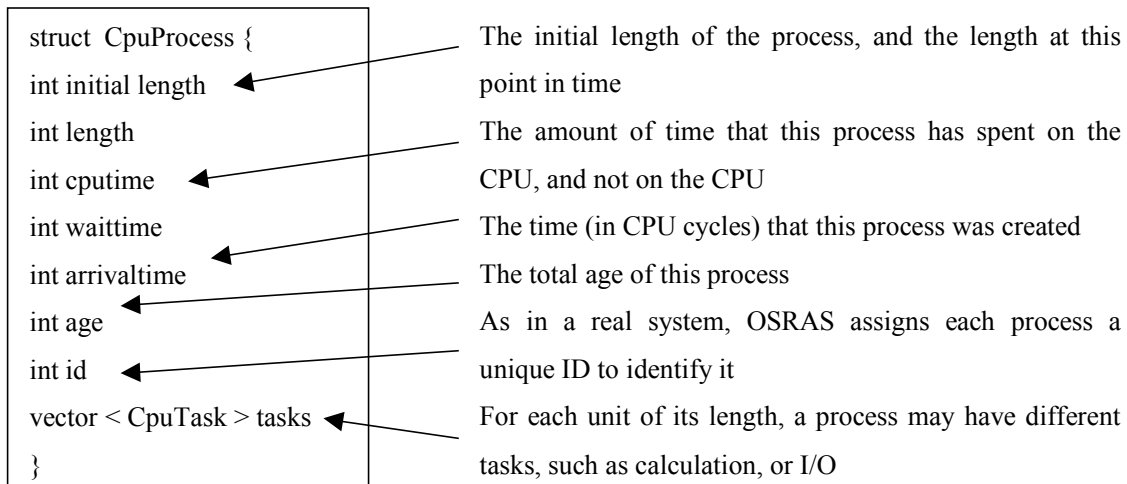 struct CpuProcess {
int initial length
int length
int cputime
int waittime
int arrivaltime
int age
int id
vector < CpuTask > tasks
}
The initial length of the process, and the length at this
point in time
The amount of time that this process has spent on the
CPU, and not on the CPU
The time (in CPU cycles) that this process was created
The total age of this process
As in a real system, OSRAS assigns each process a
unique ID to identify it
For each unit of its length, a process may have different
tasks, such as calculation, or I/O